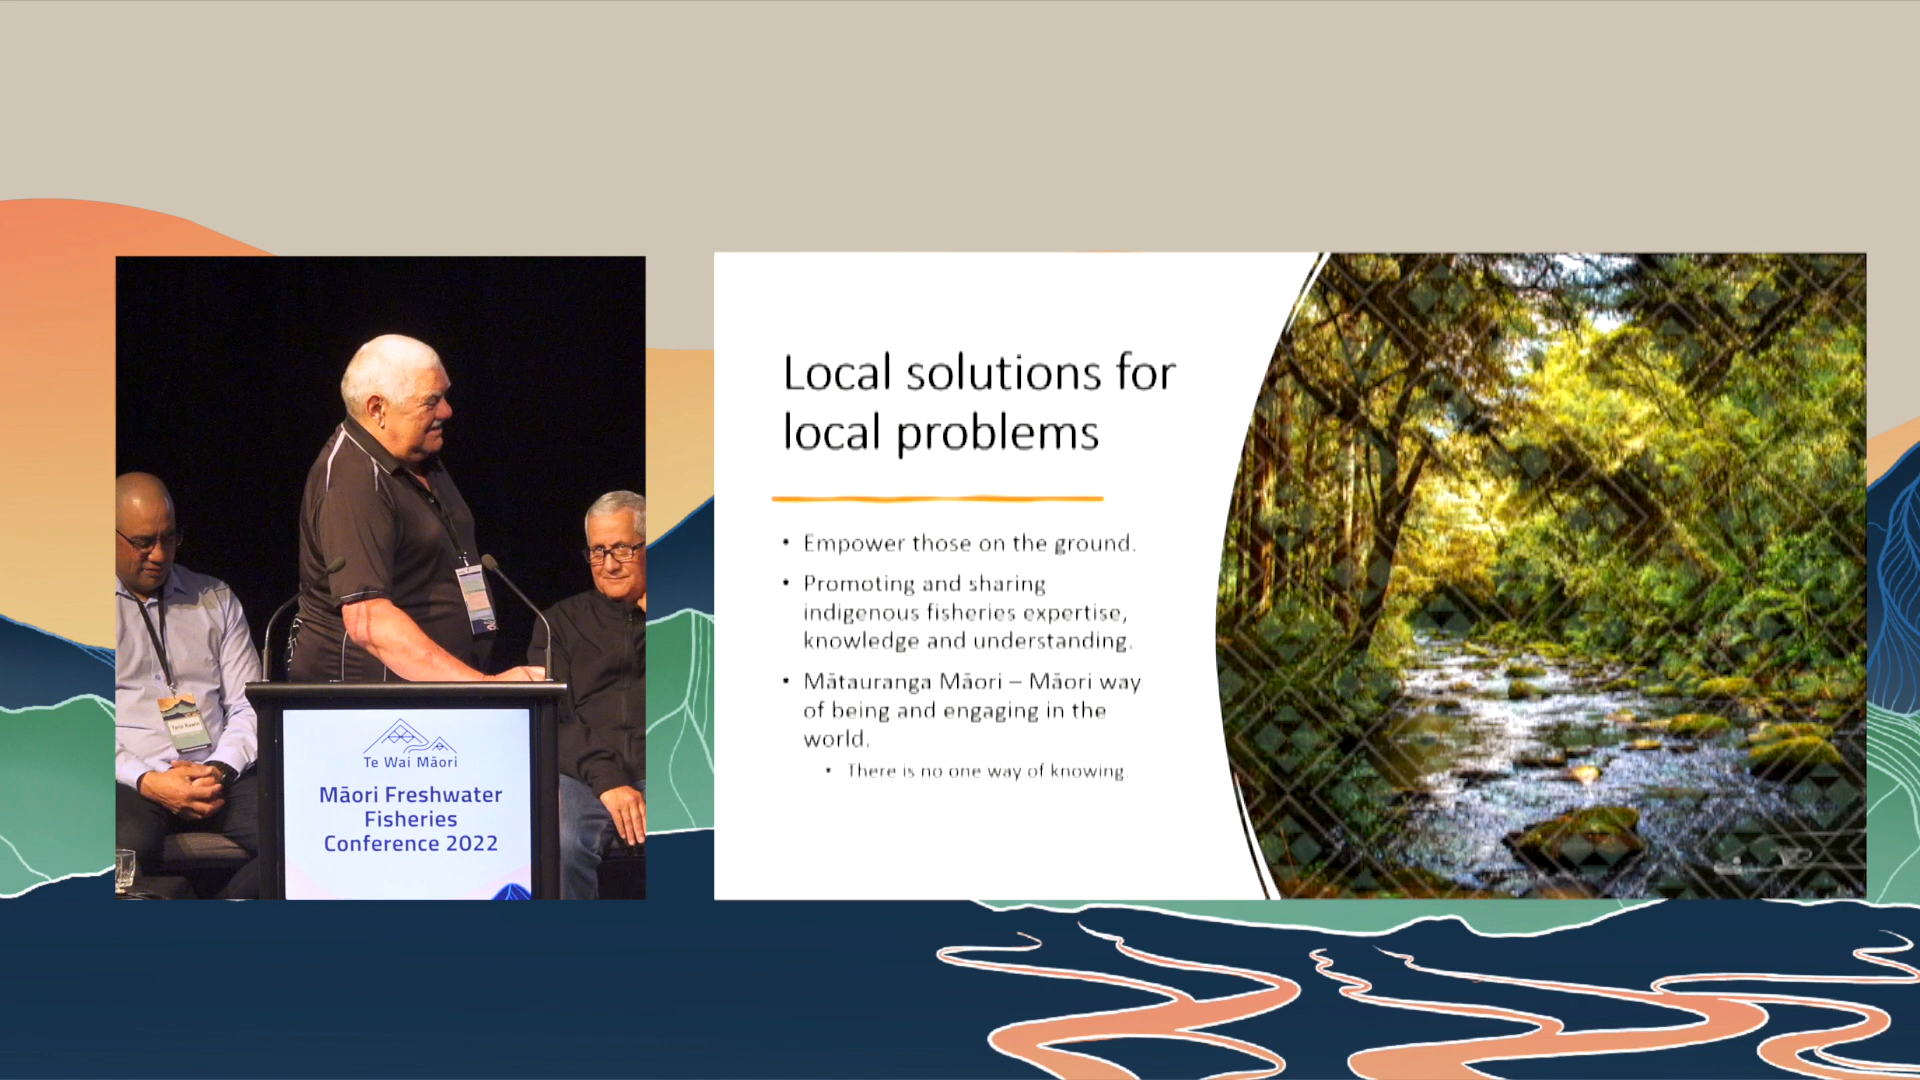 Te Wai Māori
Māori Freshwater
Fisheries
Conference 2022
Local solutions for
local problems
• Empower those on the ground.
• Promoting and sharing
indigenous fisheries expertise,
knowledge and understanding.
• Mātauranga Māori – Māori way
of being and engaging in the
world.
• There is no one way of knowing.